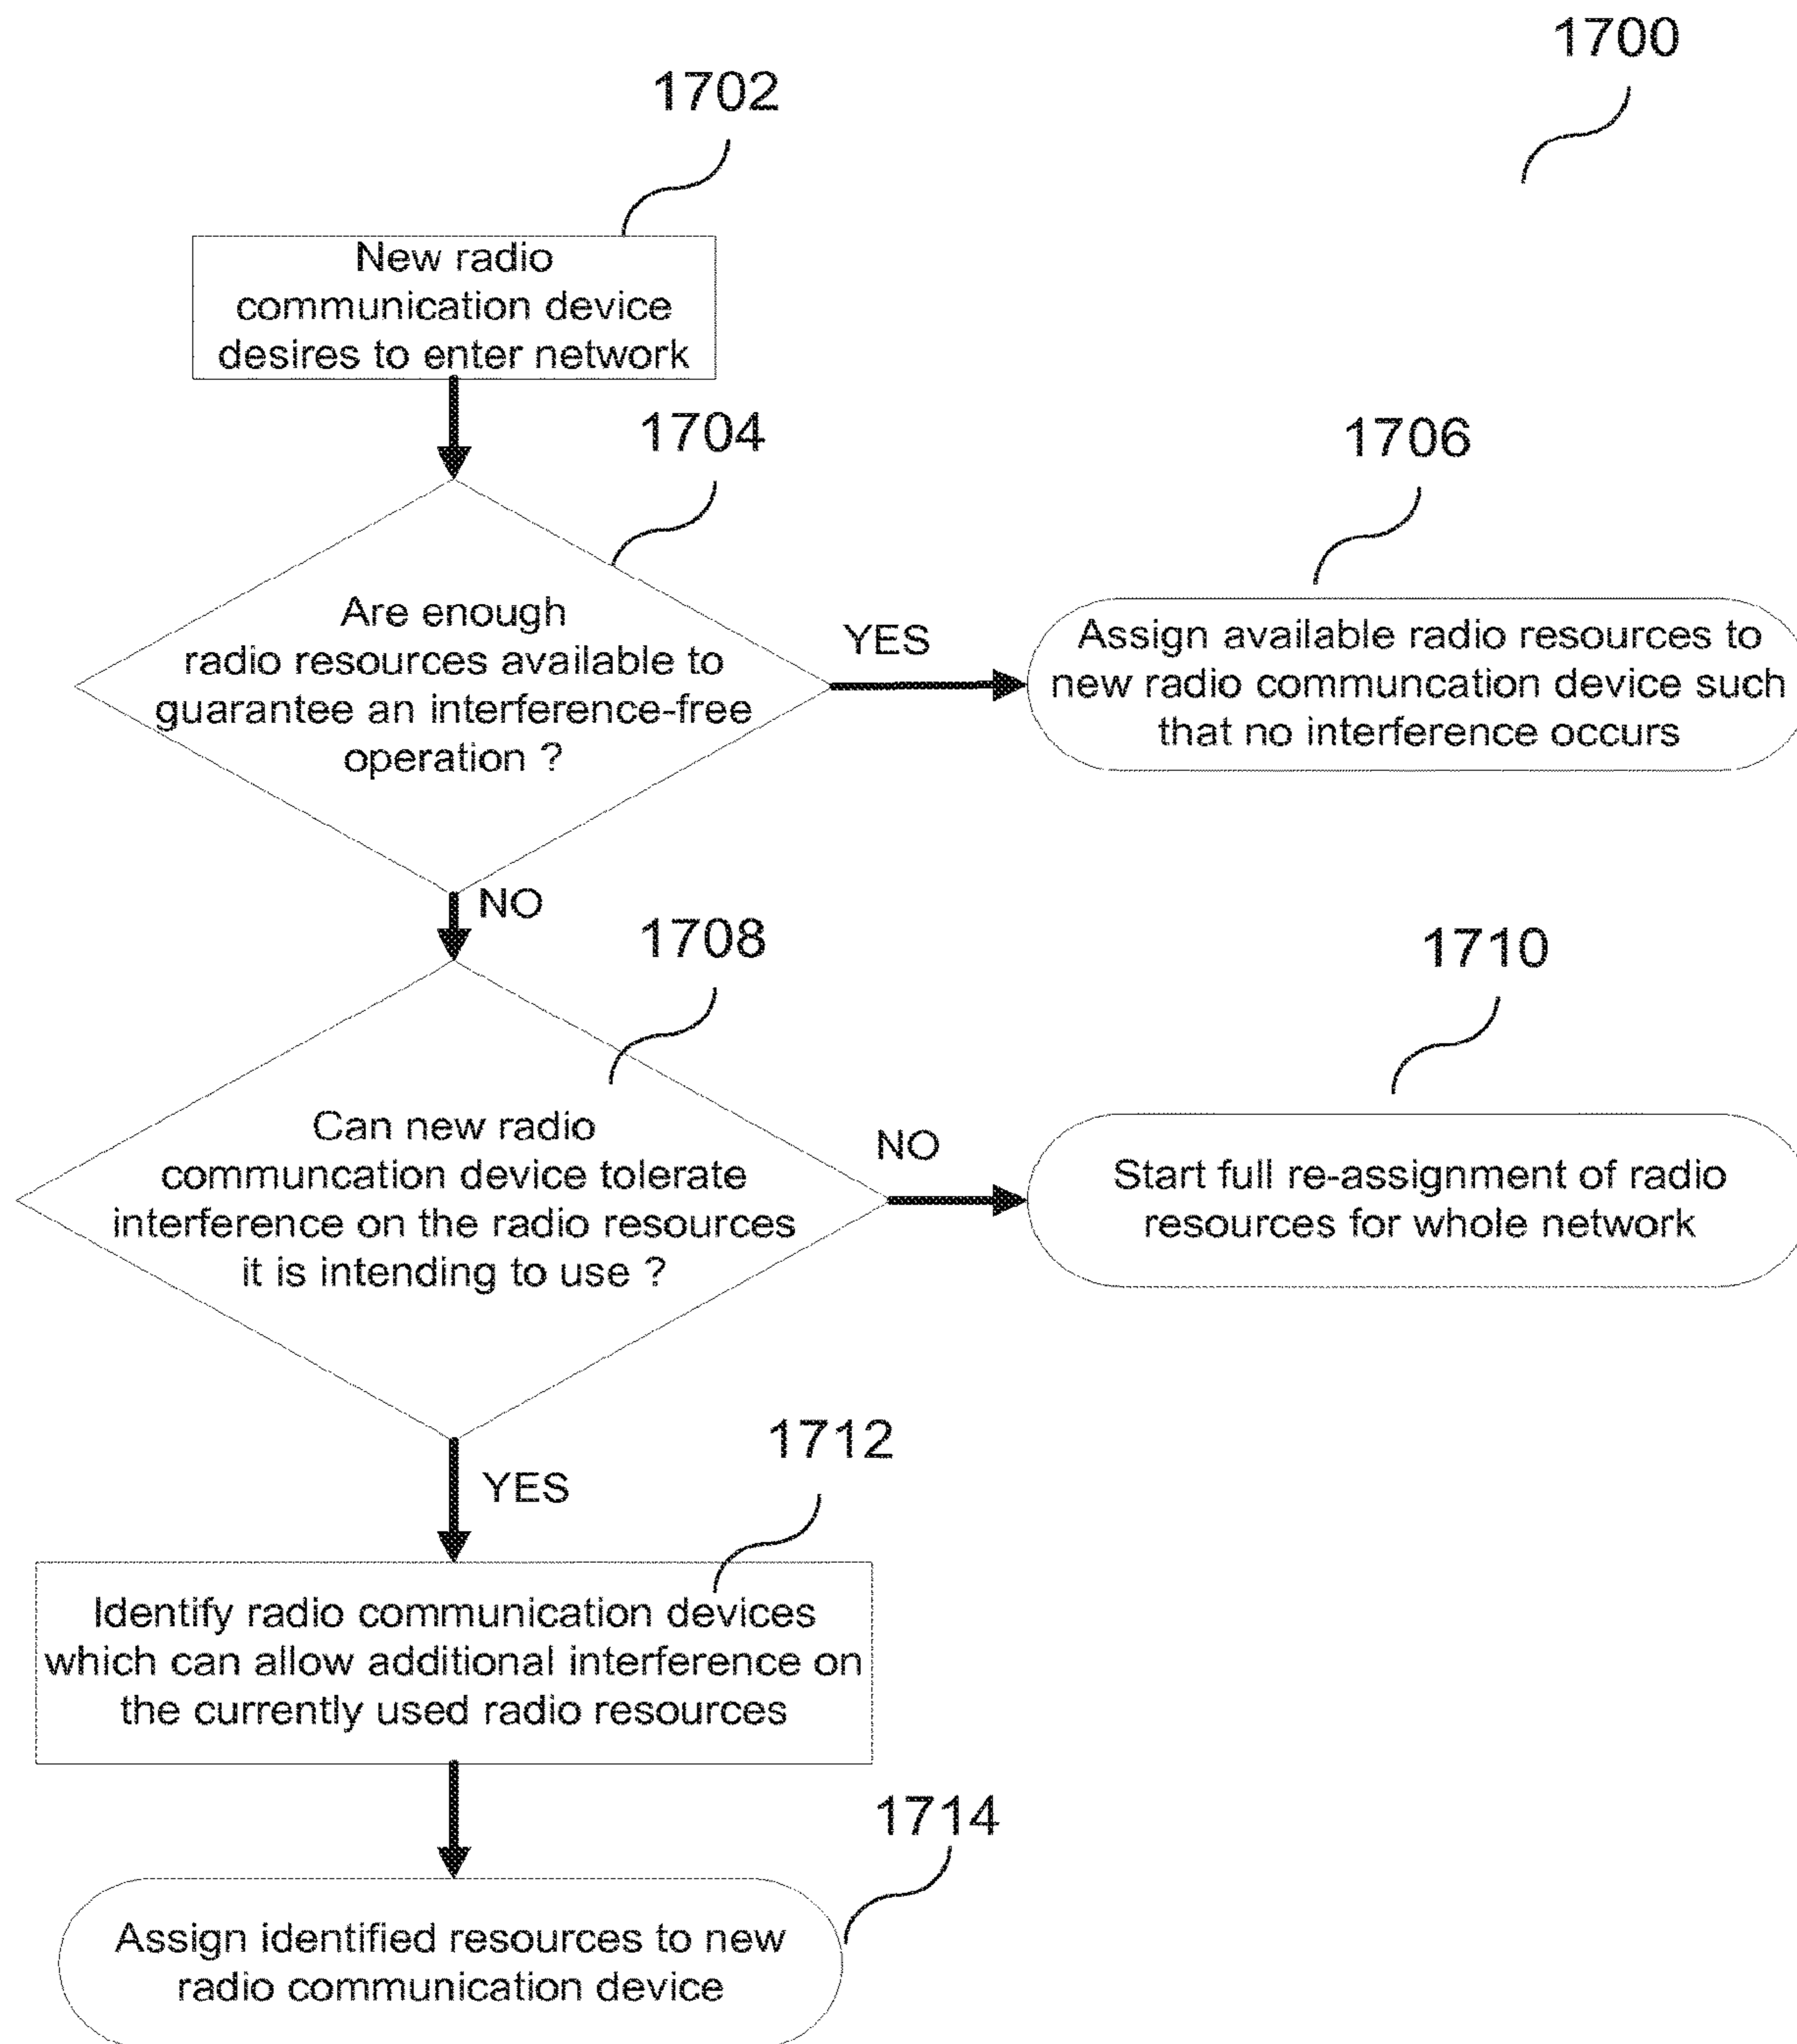 1700
1702
New radio
communication device
desires to enter network
1704
Are enough
radio resources available to
guarantee an interference-free
operation ?
YES
1706
Assign available radio resources to
new radio communcation device such
that no interference occurs
NO
1708
Can new radio
communcation device tolerate
interference on the radio resources
it is intending to use ?
NO
1710
Start full re-assignment of radio
resources for whole network
YES
1712
Identify radio communication devices
which can allow additional interference on
the currently used radio resources
1714
Assign identified resources to new
radio communication device